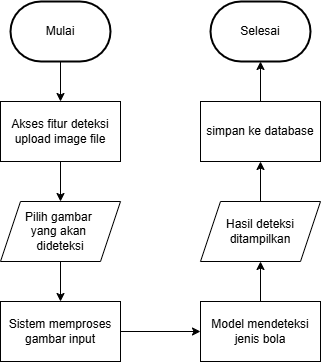 Mulai
Akses fitur deteksi
upload image file
Pilih gambar
yang akan
dideteksi
Sistem memproses
gambar input
Model mendeteksi
jenis bola
Hasil deteksi
ditampilkan
simpan ke database
Selesai